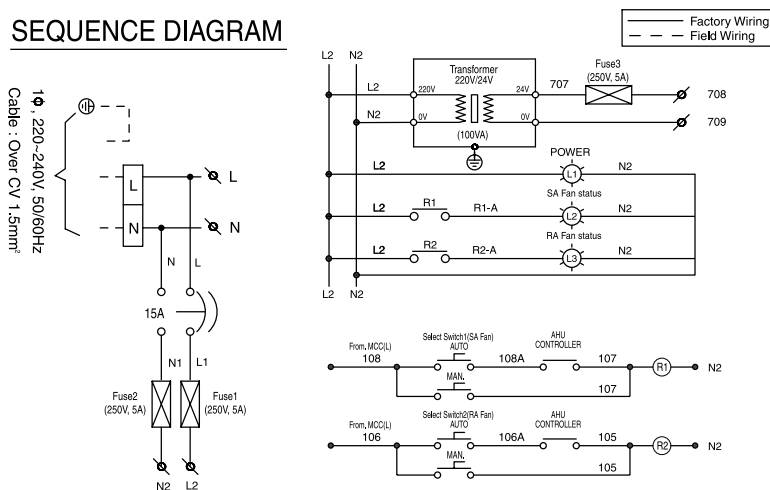 SEQUENCE DIAGRAM
Factory Wiring
Field Wiring
1Φ, 220~240V, 50/60Hz
Cable : Over CV 1.5mm²
L
L
N
N
N
L
15A
N1
L1
Fuse2
(250V, 5A)
Fuse1
(250V, 5A)
N2
L2
L2
N2
Transformer
220V/24V
L2
220V
24V
707
Fuse3
(250V, 5A)
708
N2
0V
0V
709
(100VA)
POWER
L2
L1
N2
SA Fan status
L2
R1
R1-A
L2
N2
RA Fan status
L2
R2
R2-A
L3
N2
L2
N2
From. MCC(L)
108
Select Switch1(SA Fan)
AUTO
108A
AHU
CONTROLLER
107
R1
N2
MAN.
107
From. MCC(L)
106
Select Switch2(RA Fan)
AUTO
106A
AHU
CONTROLLER
105
R2
N2
MAN.
105